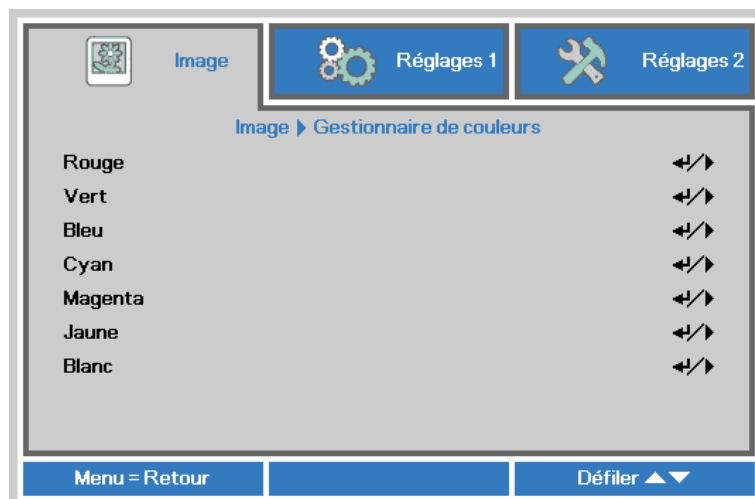 Image
Réglages 1
Réglages 2
Image ▶ Gestionnaire de couleurs
Rouge ↵/▶
Vert ↵/▶
Bleu ↵/▶
Cyan ↵/▶
Magenta ↵/▶
Jaune ↵/▶
Blanc ↵/▶
Menu = Retour
Défiler ▲▼